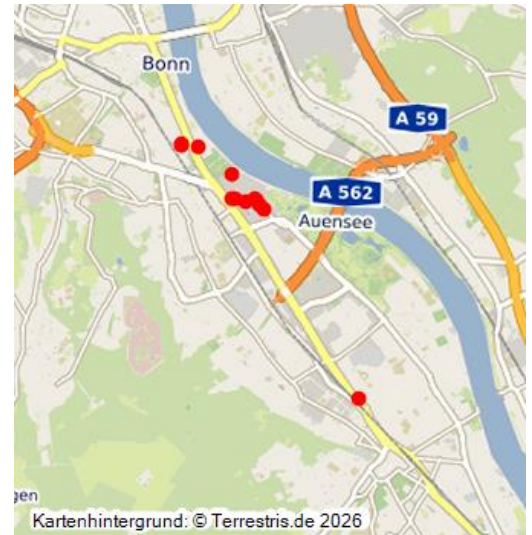 Bonn
A 59
A 562
Auensee
gen
Kartenhintergrund: © Terrestris.de 2026